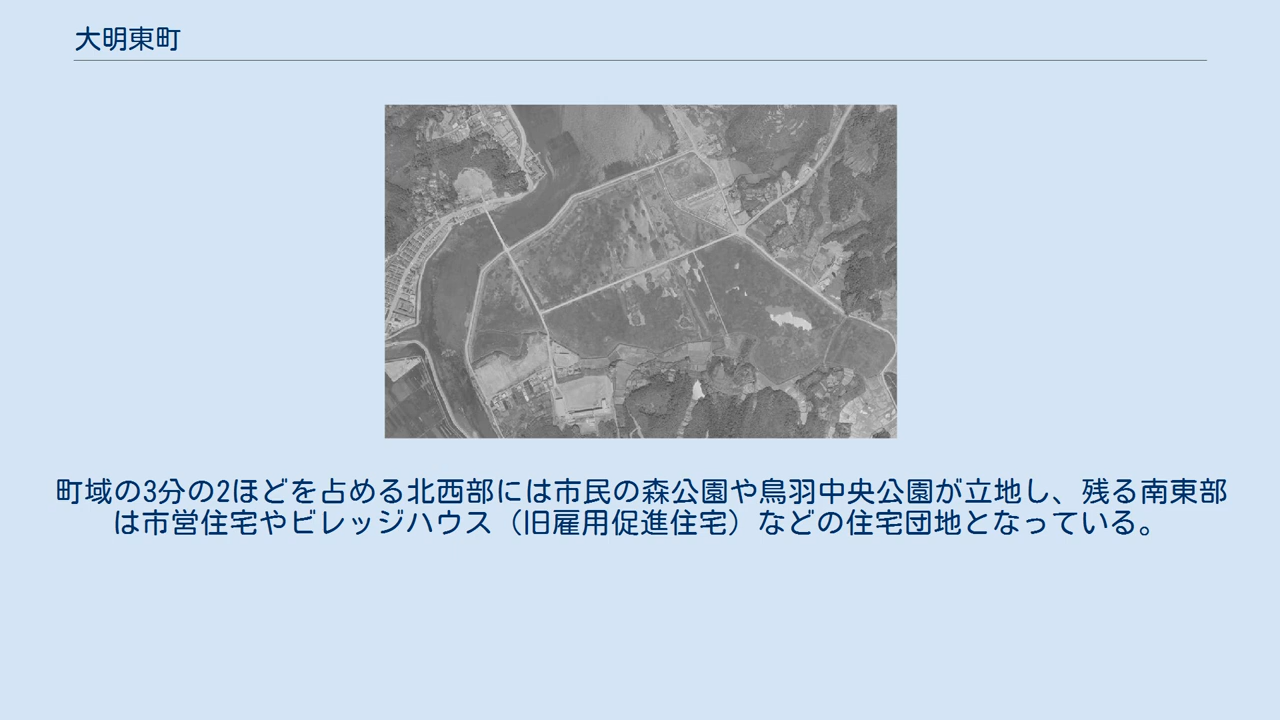 大明東町
町域の3分の2ほどを占める北西部には市民の森公園や鳥羽中央公園が立地し、残る南東部
は市営住宅やビレッジハウス（旧雇用促進住宅）などの住宅団地となっている。